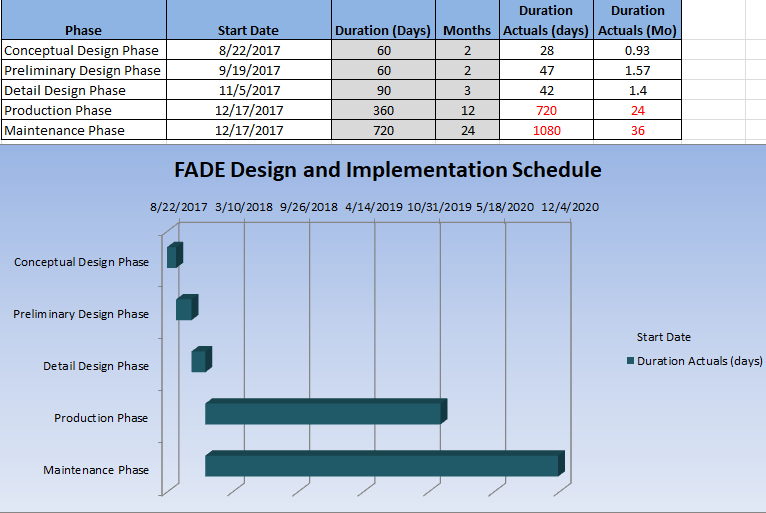 Phase Start Date Duration (Days) Months Duration Actuals (days) Duration Actuals (Mo)
Conceptual Design Phase 8/22/2017 60 2 28 0.93
Preliminary Design Phase 9/19/2017 60 2 47 1.57
Detail Design Phase 11/5/2017 90 3 42 1.4
Production Phase 12/17/2017 360 12 720 24
Maintenance Phase 12/17/2017 720 24 1080 36
FADE Design and Implementation Schedule
8/22/2017 3/10/2018 9/26/2018 4/14/2019 10/31/2019 5/18/2020 12/4/2020
Conceptual Design Phase
Preliminary Design Phase
Detail Design Phase
Production Phase
Maintenance Phase
Start Date
Duration Actuals (days)